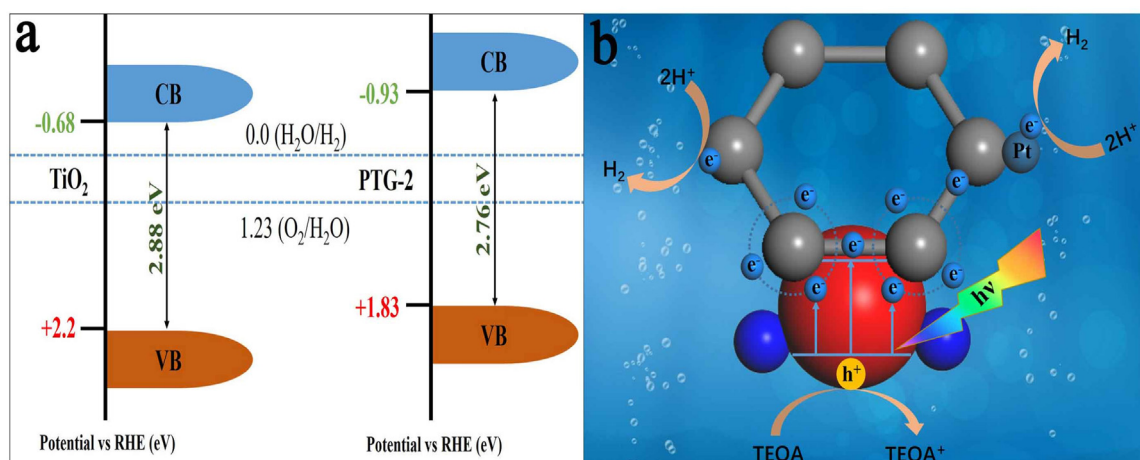 a
CB
-0.68
TiO₂
2.88 eV
+2.2
VB
Potential vs RHE (eV)
0.0 (H₂O/H₂)
1.23 (O₂/H₂O)
CB
-0.93
PTG-2
2.76 eV
+1.83
VB
Potential vs RHE (eV)
b
2H⁺
H₂
e⁻
H₂
e⁻
Pt
2H⁺
e⁻
e⁻
e⁻
e⁻
e⁻
e⁻
e⁻
e⁻
hν
h⁺
TEOA
TEOA⁺